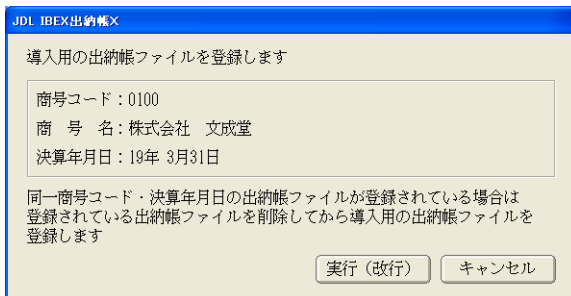 JDL IBEX出納帳X
導入用の出納帳ファイルを登録します
商号コード：0100
商　号　名：株式会社　文成堂
決算年月日：19年 3月31日
同一商号コード・決算年月日の出納帳ファイルが登録されている場合は
登録されている出納帳ファイルを削除してから導入用の出納帳ファイルを
登録します
実行（改行）　キャンセル